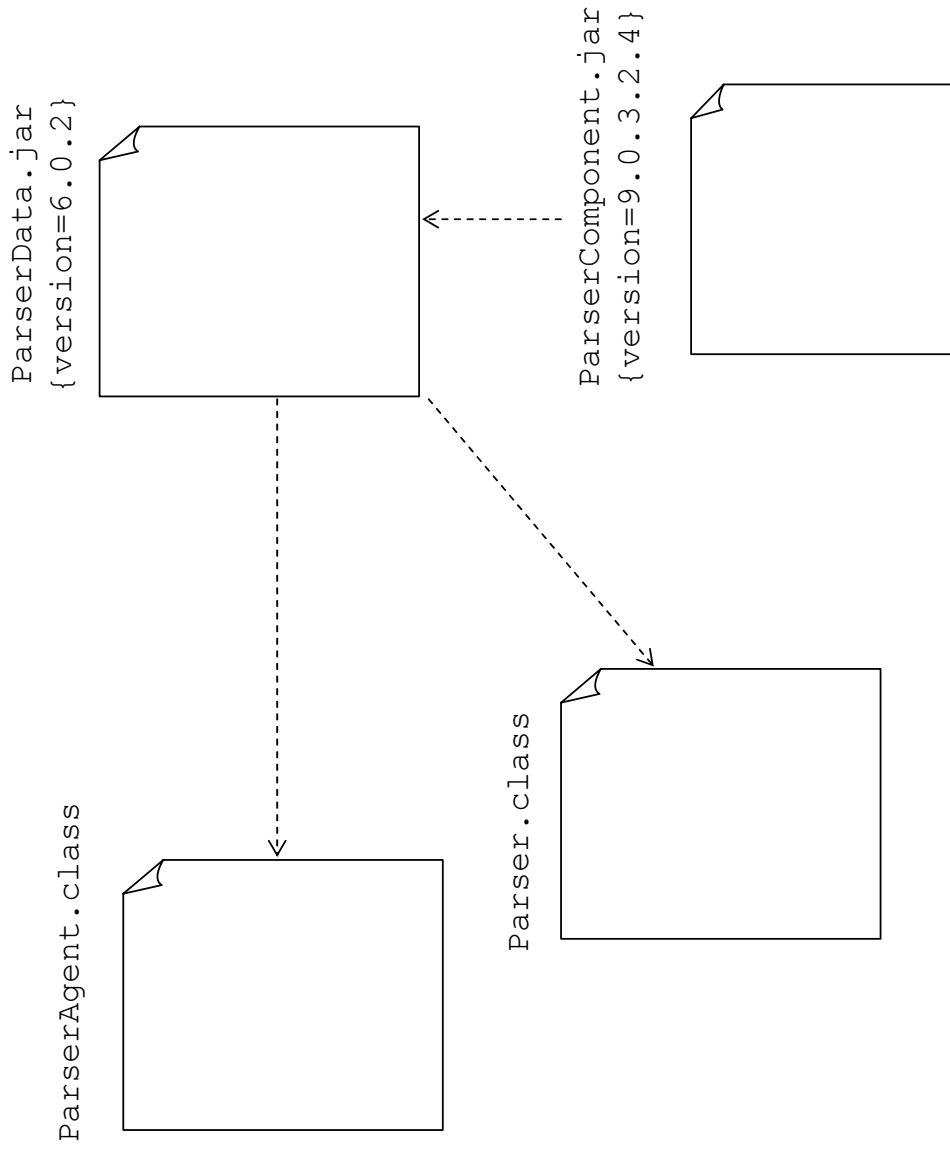 ParserData.jar
{version=6.0.2}
ParserComponent.jar
{version=9.0.3.2.4}
ParserAgent.class
Parser.class